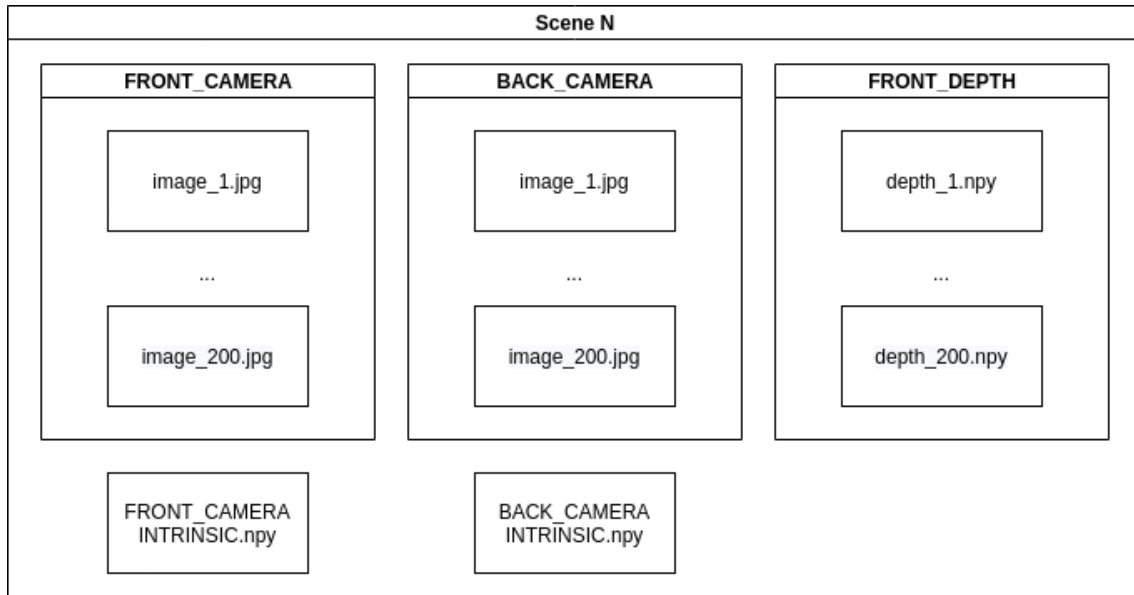 Scene N
FRONT_CAMERA
image_1.jpg
...
image_200.jpg
BACK_CAMERA
image_1.jpg
...
image_200.jpg
FRONT_DEPTH
depth_1.npy
...
depth_200.npy
FRONT_CAMERA
INTRINSIC.npy
BACK_CAMERA
INTRINSIC.npy